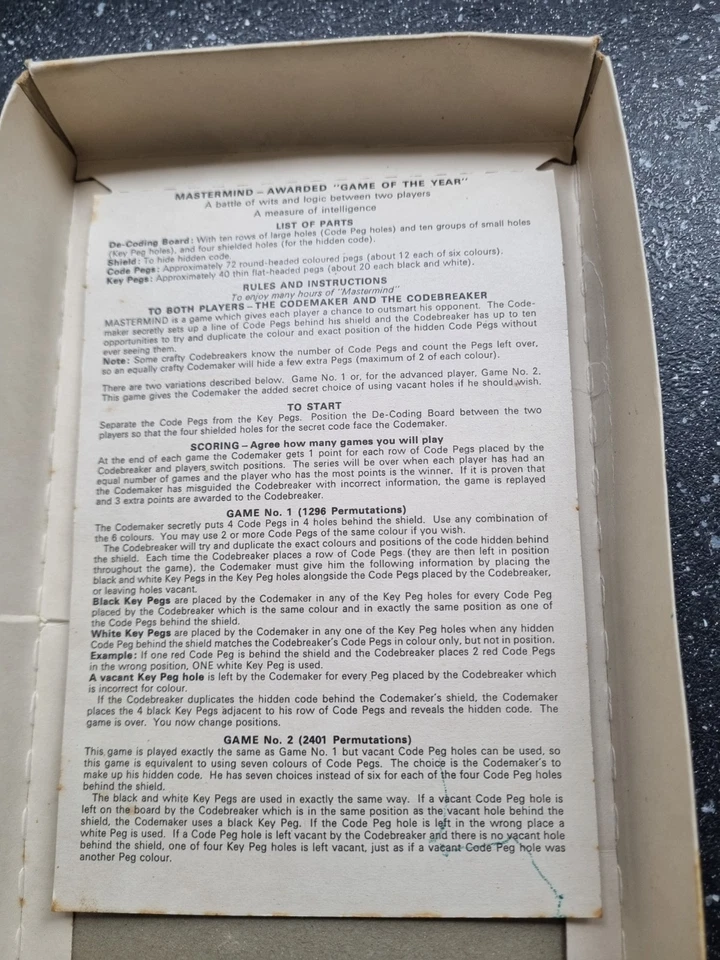 MASTERMIND – AWARDED "GAME OF THE YEAR"
A battle of wits and logic between two players
A measure of intelligence
LIST OF PARTS
De-Coding Board: With ten rows of large holes (Code Peg holes) and ten groups of small holes
(Key Peg holes), and four shielded holes (for the hidden code).
Shield: To hide hidden code.
Code Pegs: Approximately 72 round-headed coloured pegs (about 12 each of six colours).
Key Pegs: Approximately 40 thin flat-headed pegs (about 20 each black and white).
RULES AND INSTRUCTIONS
To enjoy many hours of "Mastermind"
TO BOTH PLAYERS – THE CODEMAKER AND THE CODEBREAKER
MASTERMIND is a game which gives each player a chance to outsmart his opponent. The Code-
maker secretly sets up a line of Code Pegs behind his shield and the Codebreaker has up to ten
opportunities to try and duplicate the colour and exact position of the hidden Code Pegs without
ever seeing them.
Note: Some crafty Codebreakers know the number of Code Pegs and count the Pegs left over,
so an equally crafty Codemaker will hide a few extra Pegs (maximum of 2 of each colour).
There are two variations described below. Game No. 1 or, for the advanced player, Game No. 2.
This game gives the Codemaker the added secret choice of using vacant holes if he should wish.
TO START
Separate the Code Pegs from the Key Pegs. Position the De-Coding Board between the two
players so that the four shielded holes for the secret code face the Codemaker.
SCORING – Agree how many games you will play
At the end of each game the Codemaker gets 1 point for each row of Code Pegs placed by the
Codebreaker and players switch positions. The series will be over when each player has had an
equal number of games and the player who has the most points is the winner. If it is proven that
the Codemaker has misguided the Codebreaker with incorrect information, the game is replayed
and 3 extra points are awarded to the Codebreaker.
GAME No. 1 (1296 Permutations)
The Codemaker secretly puts 4 Code Pegs in 4 holes behind the shield. Use any combination of
the 6 colours. You may use 2 or more Code Pegs of the same colour if you wish.
The Codebreaker will try and duplicate the exact colours and positions of the code hidden behind
the shield. Each time the Codebreaker places a row of Code Pegs (they are then left in position
throughout the game), the Codemaker must give him the following information by placing the
black and white Key Pegs in the Key Peg holes alongside the Code Pegs placed by the Codebreaker,
or leaving holes vacant.
Black Key Pegs are placed by the Codemaker in any of the Key Peg holes for every Code Peg
placed by the Codebreaker which is the same colour and in exactly the same position as one of
the Code Pegs behind the shield.
White Key Pegs are placed by the Codemaker in any one of the Key Peg holes when any hidden
Code Peg behind the shield matches the Codebreaker's Code Pegs in colour only, but not in position.
Example: If one red Code Peg is behind the shield and the Codebreaker places 2 red Code Pegs
in the wrong position, ONE white Key Peg is used.
A vacant Key Peg hole is left by the Codemaker for every Peg placed by the Codebreaker which
is incorrect for colour.
If the Codebreaker duplicates the hidden code behind the Codemaker's shield, the Codemaker
places the 4 black Key Pegs adjacent to his row of Code Pegs and reveals the hidden code. The
game is over. You now change positions.
GAME No. 2 (2401 Permutations)
This game is played exactly the same as Game No. 1 but vacant Code Peg holes can be used, so
this game is equivalent to using seven colours of Code Pegs. The choice is the Codemaker's to
make up his hidden code. He has seven choices instead of six for each of the four Code Peg holes
behind the shield.
The black and white Key Pegs are used in exactly the same way. If a vacant Code Peg hole is
left on the board by the Codebreaker which is in the same position as the vacant hole behind the
shield, the Codemaker uses a black Key Peg. If the Code Peg hole is left in the wrong place a
white Peg is used. If a Code Peg hole is left vacant by the Codebreaker and there is no vacant hole
behind the shield, one of four Key Peg holes is left vacant, just as if a vacant Code Peg hole was
another Peg colour.